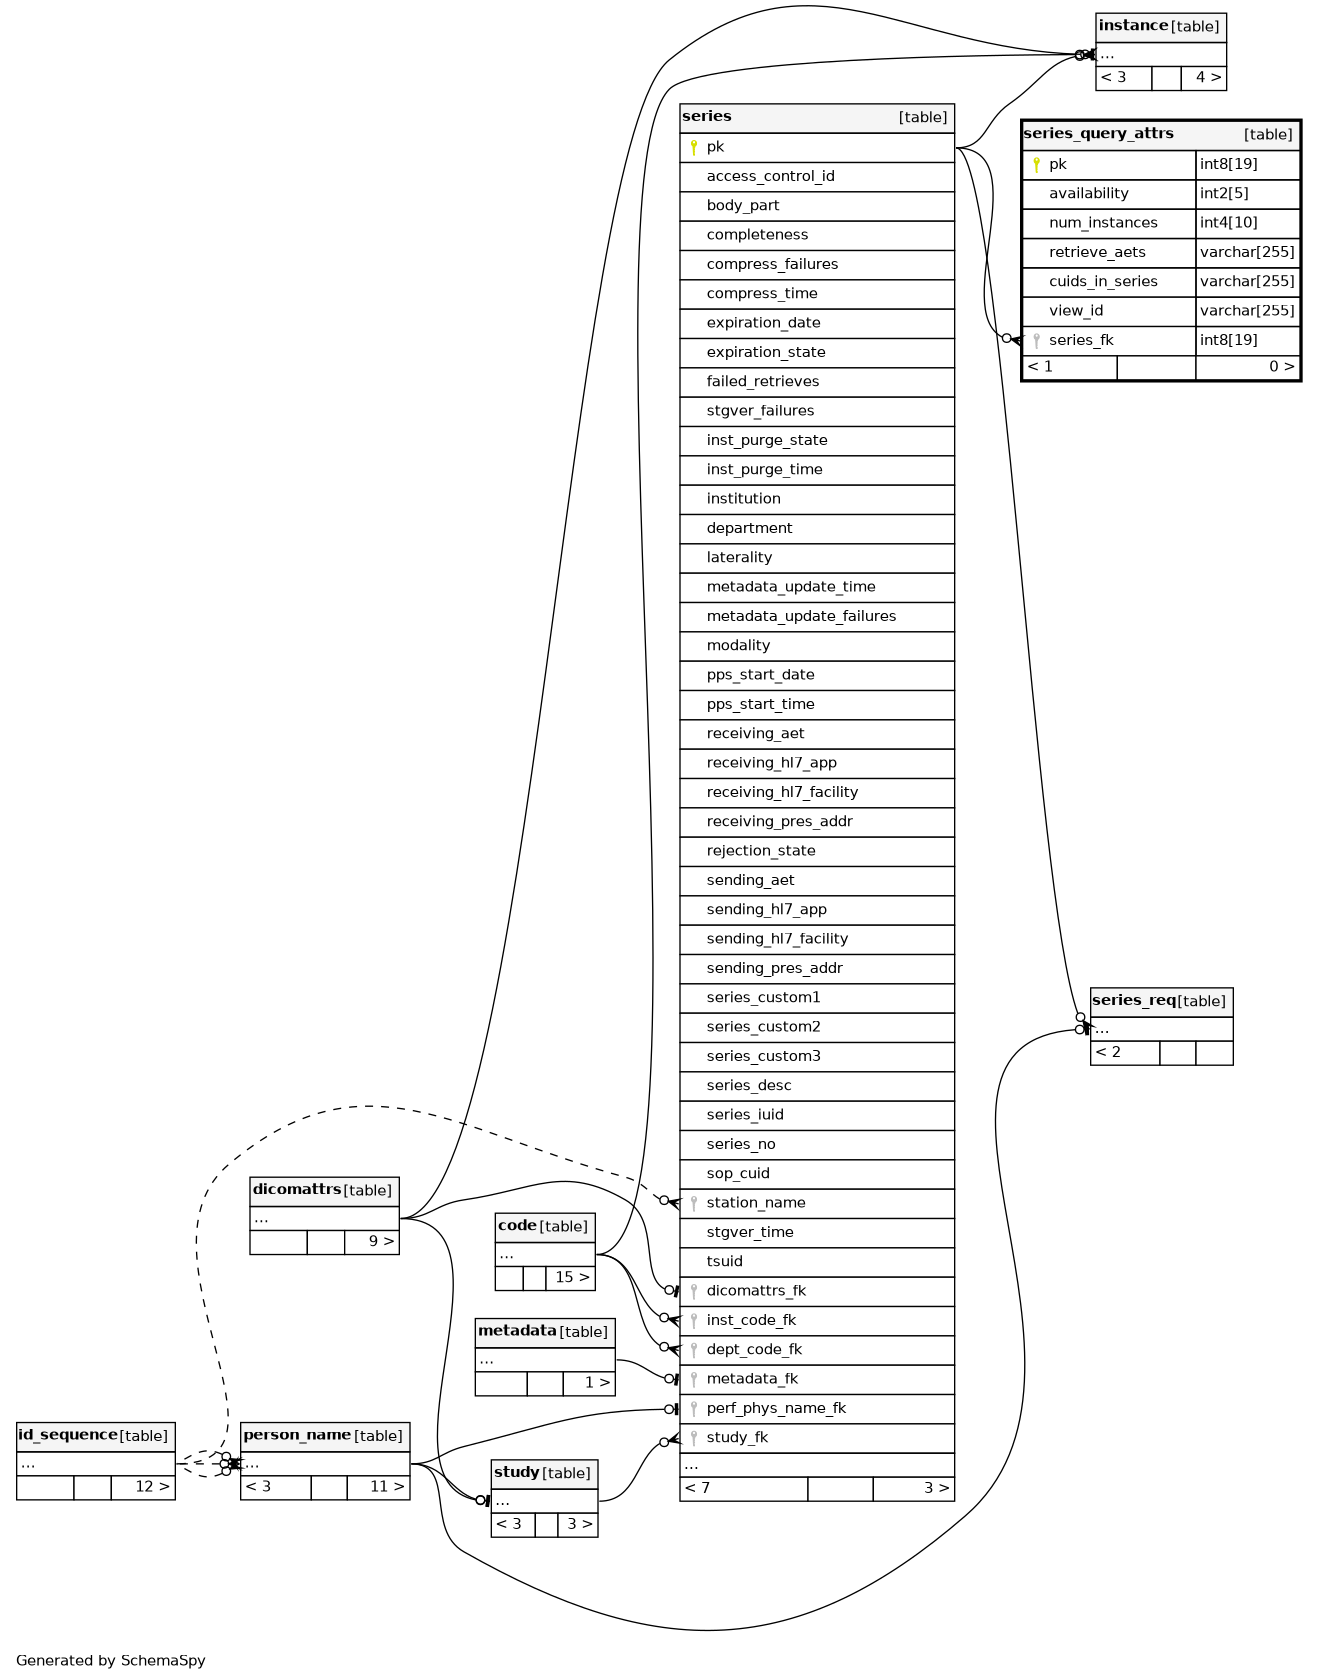 instance [table]
...
< 3 4 >
series [table]
pk
access_control_id
body_part
completeness
compress_failures
compress_time
expiration_date
expiration_state
failed_retrieves
stgver_failures
inst_purge_state
inst_purge_time
institution
department
laterality
metadata_update_time
metadata_update_failures
modality
pps_start_date
pps_start_time
receiving_aet
receiving_hl7_app
receiving_hl7_facility
receiving_pres_addr
rejection_state
sending_aet
sending_hl7_app
sending_hl7_facility
sending_pres_addr
series_custom1
series_custom2
series_custom3
series_desc
series_iuid
series_no
sop_cuid
station_name
stgver_time
tsuid
dicomattrs_fk
inst_code_fk
dept_code_fk
metadata_fk
perf_phys_name_fk
study_fk
...
< 7 3 >
series_query_attrs [table]
pk int8[19]
availability int2[5]
num_instances int4[10]
retrieve_aets varchar[255]
cuids_in_series varchar[255]
view_id varchar[255]
series_fk int8[19]
< 1 0 >
series_req [table]
...
< 2
dicomattrs [table]
...
9 >
code [table]
...
15 >
metadata [table]
...
1 >
id_sequence [table]
...
12 >
person_name [table]
...
< 3 11 >
study [table]
...
< 3 3 >
Generated by SchemaSpy